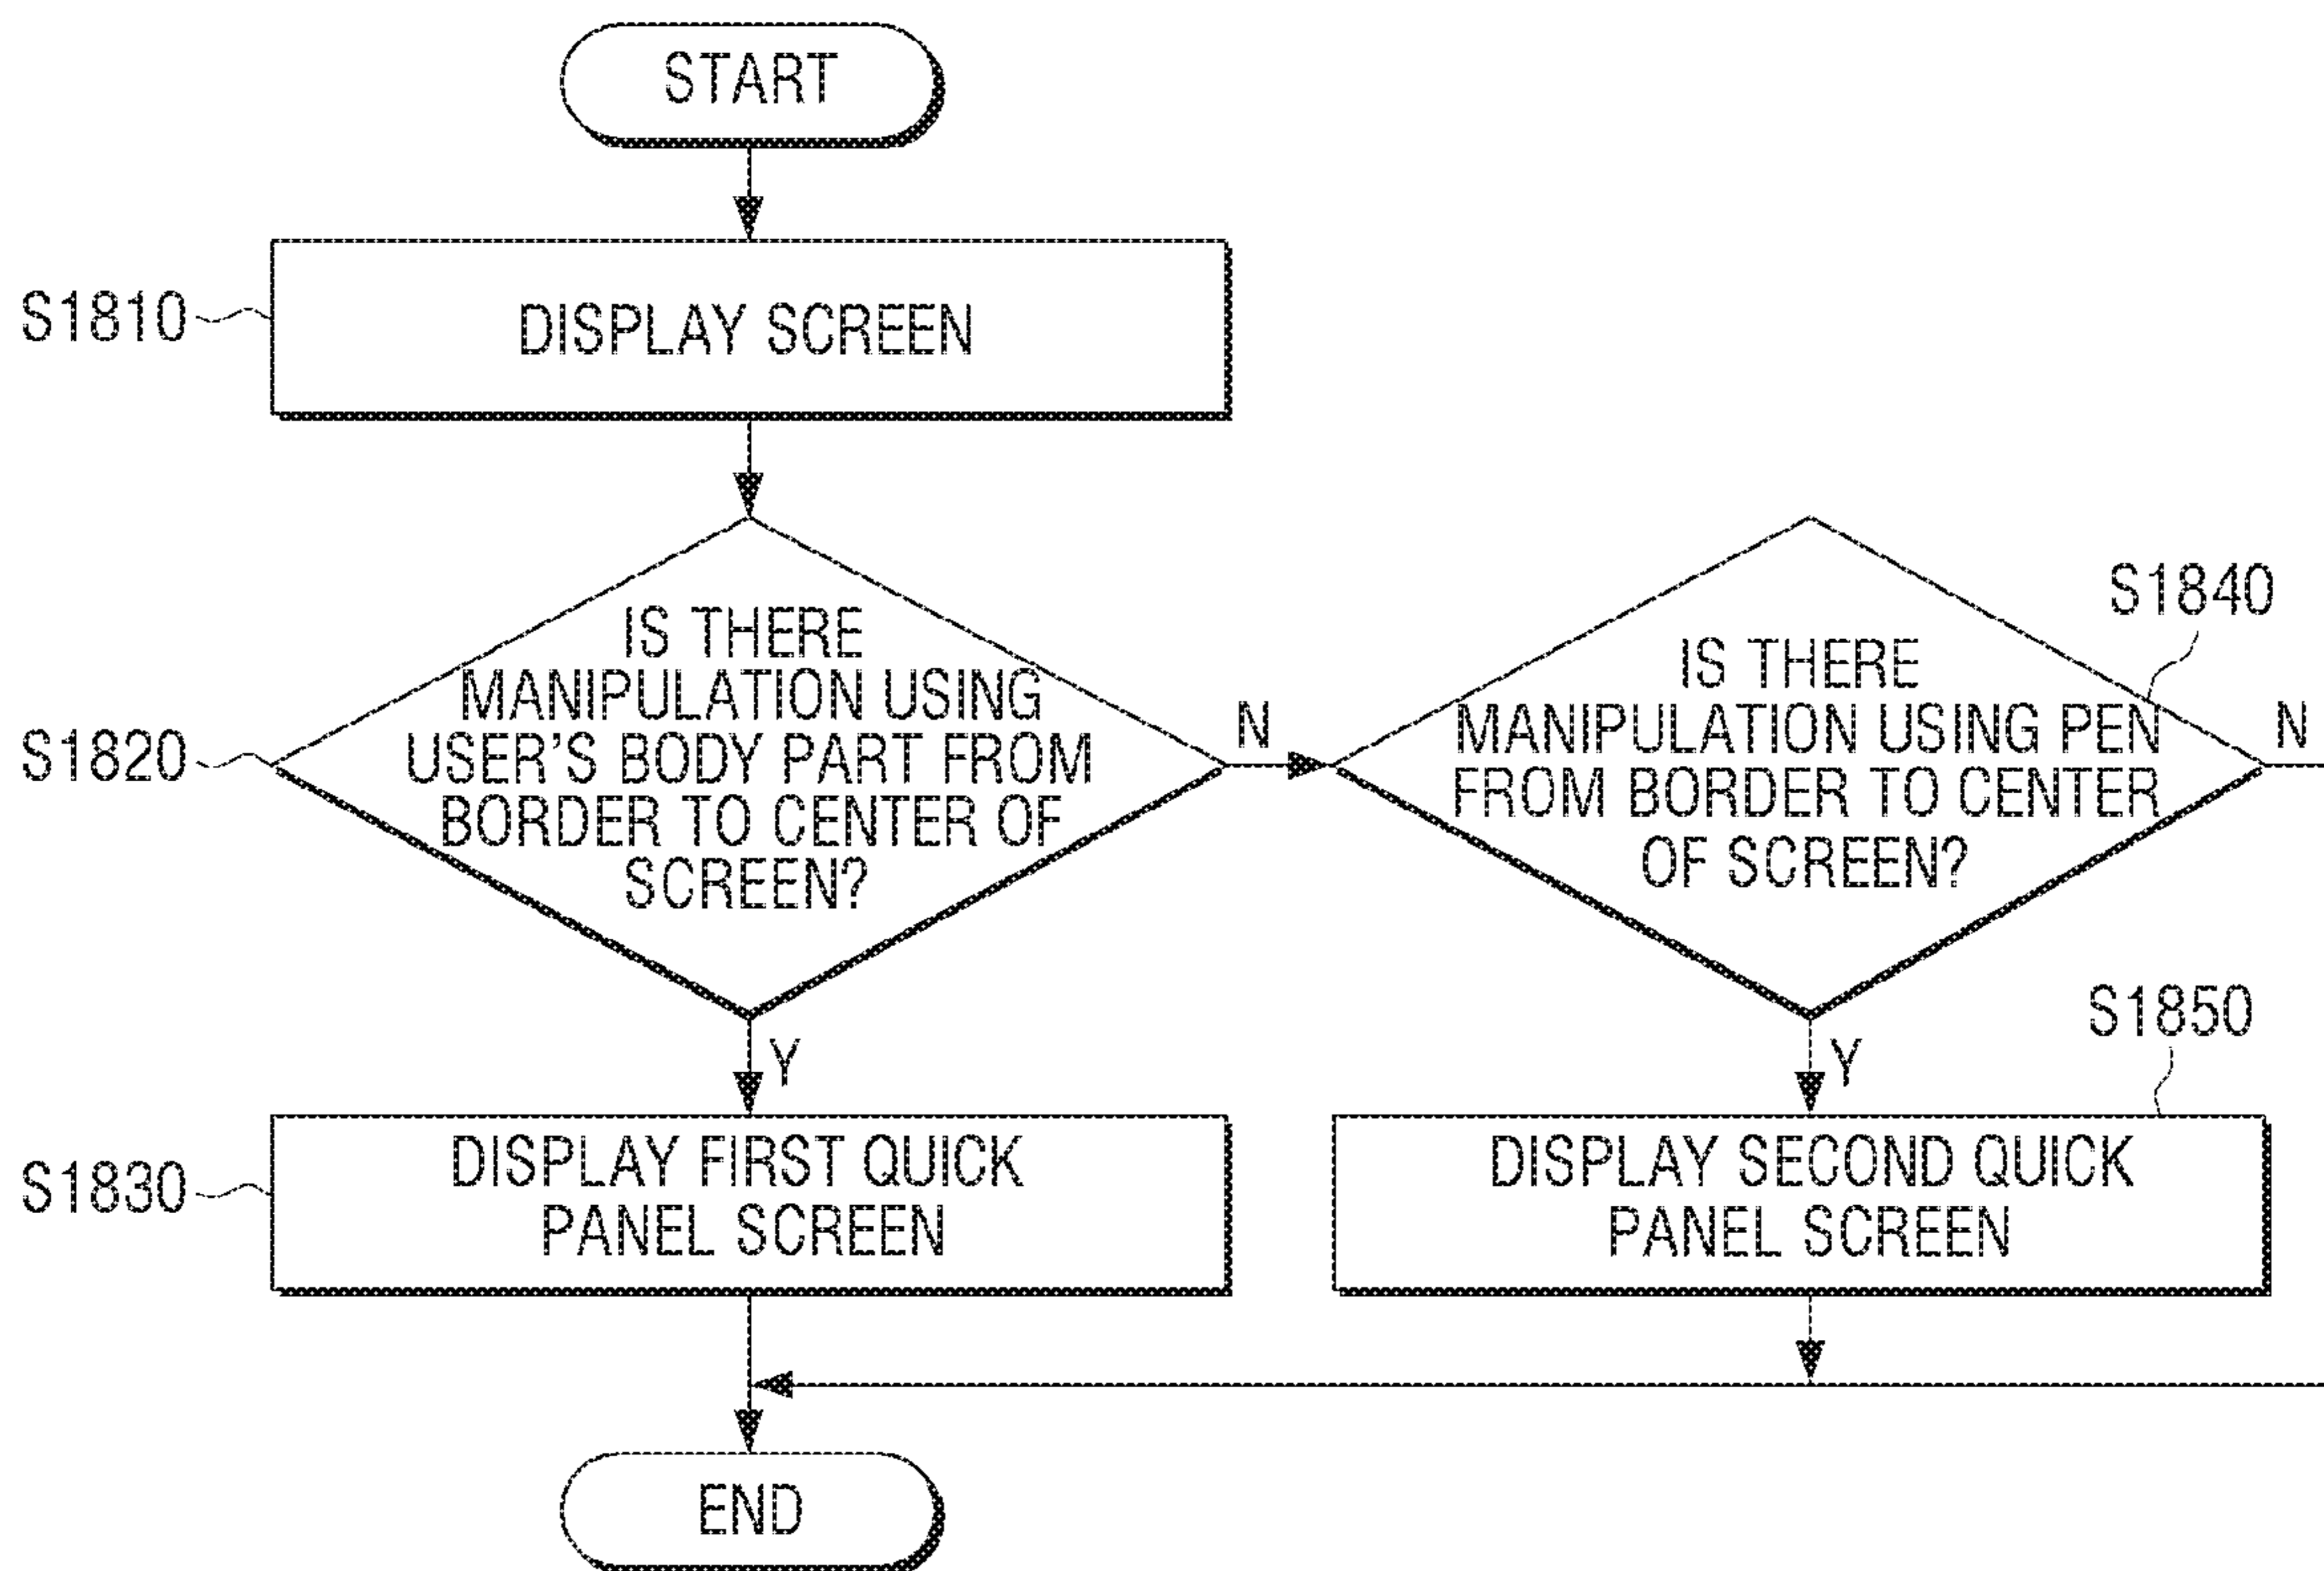 START
S1810
DISPLAY SCREEN
S1820
IS THERE
MANIPULATION USING
USER'S BODY PART FROM
BORDER TO CENTER OF
SCREEN?
N
S1840
IS THERE
MANIPULATION USING PEN
FROM BORDER TO CENTER
OF SCREEN?
N
Y
Y
S1830
DISPLAY FIRST QUICK
PANEL SCREEN
S1850
DISPLAY SECOND QUICK
PANEL SCREEN
END